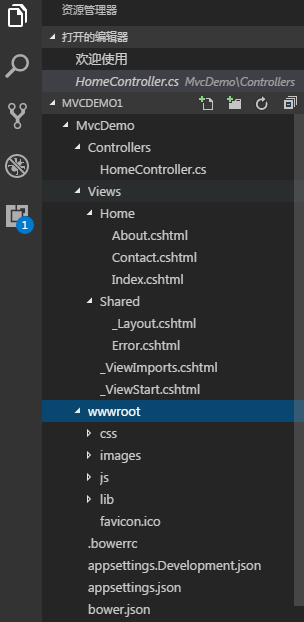 资源管理器
打开的编辑器
欢迎使用
HomeController.cs MvcDemo\Controllers
MVCDEMO1
MvcDemo
Controllers
HomeController.cs
Views
Home
About.cshtml
Contact.cshtml
Index.cshtml
Shared
_Layout.cshtml
Error.cshtml
_ViewImports.cshtml
_ViewStart.cshtml
wwwroot
css
images
js
lib
favicon.ico
.bowerrc
appsettings.Development.json
appsettings.json
bower.json
1